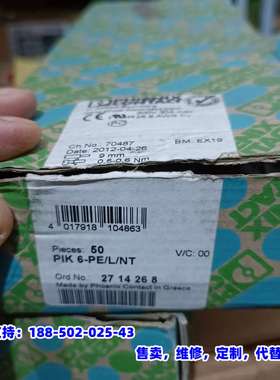 Ch.No.: 70487
BM: EX19
Date: 2012-04-26
9 mm
0,5-0,6 Nm
4 017918 104863
Pieces: 50
V/C: 00
PIK 6-PE/L/NT
Ord.No.: 27 14 26 8
Made by Phoenix Contact in Greece
支持：188-502-025-43
售卖，维修，定制，代替